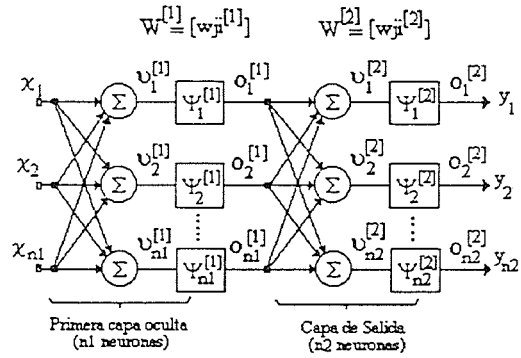 W^[1] = [wji^[1]] W^[2] = [wji^[2]]
χ1 Σ υ1^[1] Ψ1^[1] o1^[1] Σ υ1^[2] Ψ1^[2] o1^[2] y1
χ2 Σ υ2^[1] Ψ2^[1] o2^[1] Σ υ2^[2] Ψ2^[2] o2^[2] y2
χn1 Σ υn1^[1] Ψn1^[1] on1^[1] Σ υn2^[2] Ψn2^[2] on2^[2] yn2
Primera capa oculta Capa de Salida
(n1 neuronas) (n2 neuronas)